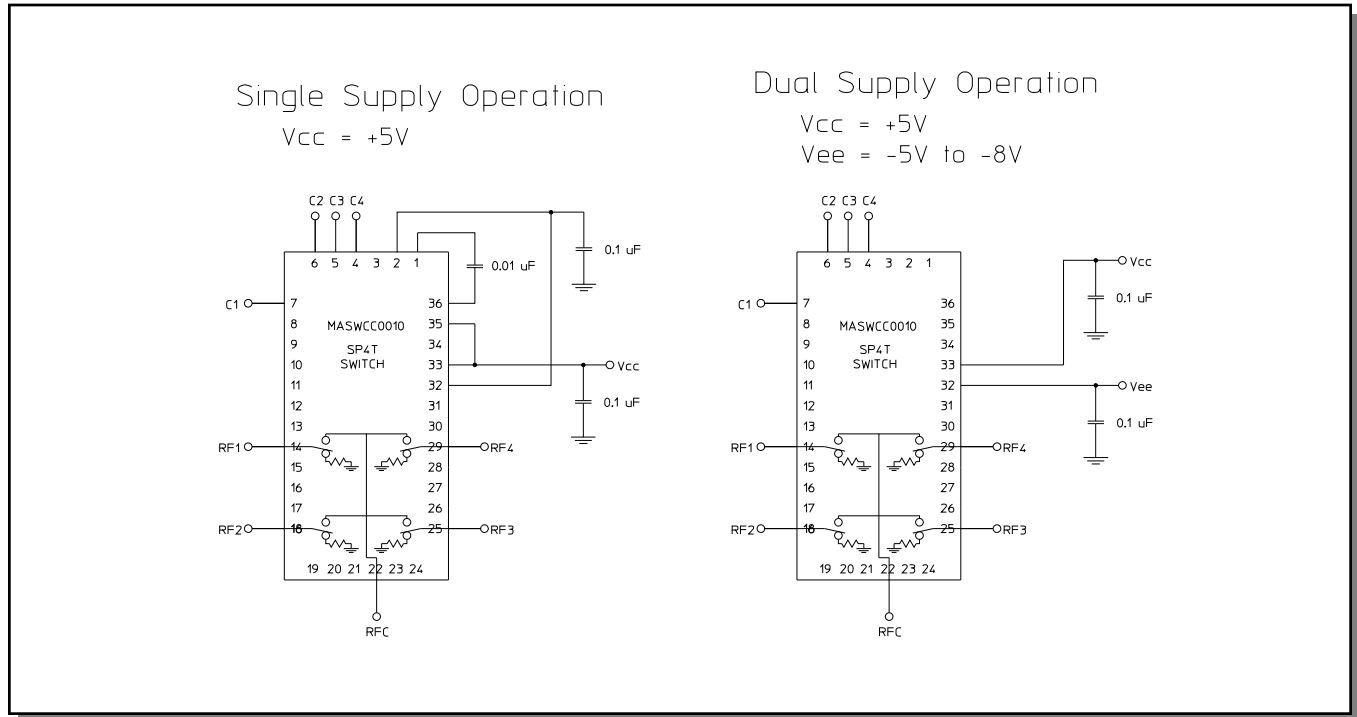 Single Supply Operation
Vcc = +5V
C2 C3 C4
6 5 4 3 2 1
0.1 uF
0.01 uF
C1
7
36
8
MASWCC0010
35
9
SP4T
34
10
SWITCH
33
Vcc
11
32
12
31
0.1 uF
13
30
RF1
14
29
RF4
15
28
16
27
17
26
RF2
18
25
RF3
19 20 21 22 23 24
RFC
Dual Supply Operation
Vcc = +5V
Vee = -5V to -8V
C2 C3 C4
6 5 4 3 2 1
Vcc
C1
7
36
0.1 uF
8
MASWCC0010
35
9
SP4T
34
10
SWITCH
33
11
32
Vee
12
31
13
30
0.1 uF
RF1
14
29
RF4
15
28
16
27
17
26
RF2
18
25
RF3
19 20 21 22 23 24
RFC